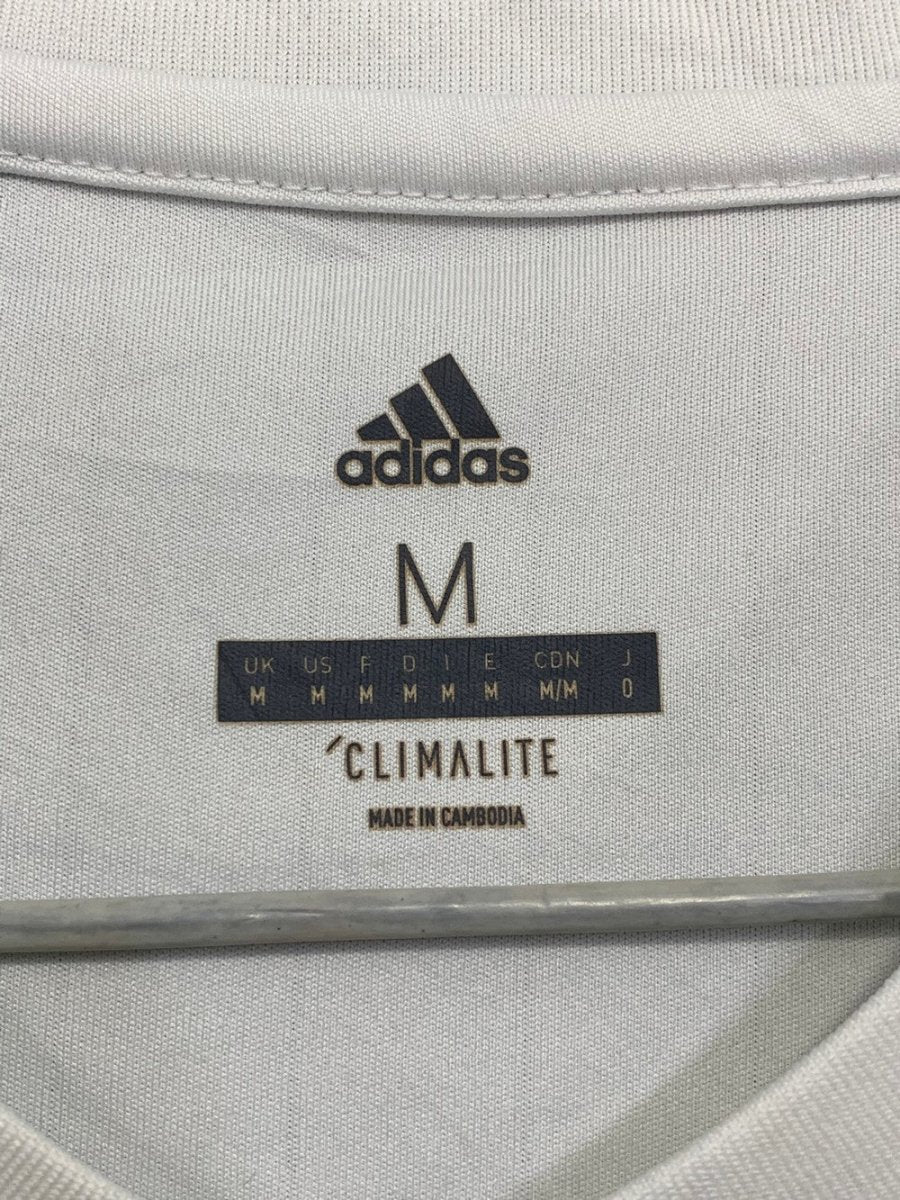 adidas
M
UK US F D I E CDN J
M M M M M M M/M O
CLIMALITE
MADE IN CAMBODIA